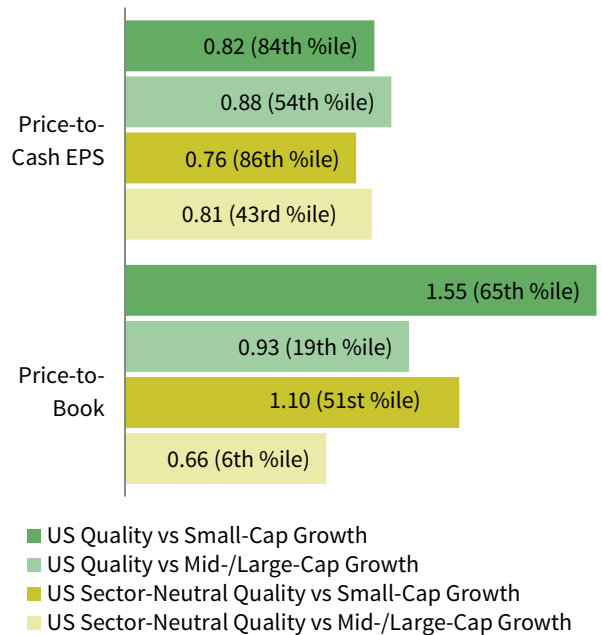 0.82 (84th %ile)
0.88 (54th %ile)
Price-to-
Cash EPS
0.76 (86th %ile)
0.81 (43rd %ile)
1.55 (65th %ile)
0.93 (19th %ile)
Price-to-
Book
1.10 (51st %ile)
0.66 (6th %ile)
US Quality vs Small-Cap Growth
US Quality vs Mid-/Large-Cap Growth
US Sector-Neutral Quality vs Small-Cap Growth
US Sector-Neutral Quality vs Mid-/Large-Cap Growth